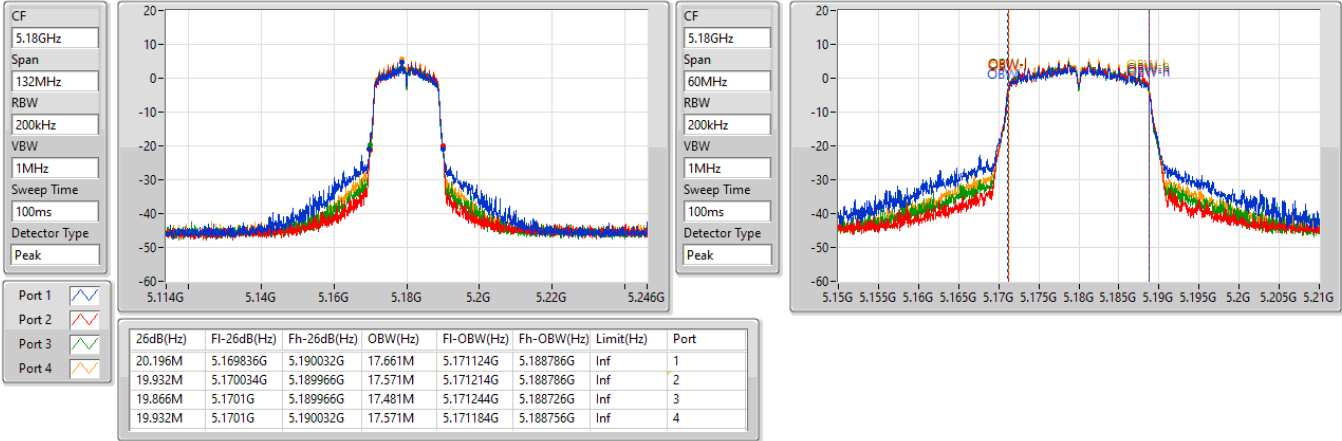 CF
5.18GHz
Span
132MHz
RBW
200kHz
VBW
1MHz
Sweep Time
100ms
Detector Type
Peak
20
10
0
-10
-20
-30
-40
-50
-60
5.114G 5.14G 5.16G 5.18G 5.2G 5.22G 5.246G
CF
5.18GHz
Span
60MHz
RBW
200kHz
VBW
1MHz
Sweep Time
100ms
Detector Type
Peak
20
10
0
-10
-20
-30
-40
-50
-60
OBW-l
OBW-h
5.15G 5.155G 5.16G 5.165G 5.17G 5.175G 5.18G 5.185G 5.19G 5.195G 5.2G 5.205G 5.21G
Port 1
Port 2
Port 3
Port 4
26dB(Hz) Fl-26dB(Hz) Fh-26dB(Hz) OBW(Hz) Fl-OBW(Hz) Fh-OBW(Hz) Limit(Hz) Port
20.196M 5.169836G 5.190032G 17.661M 5.171124G 5.188786G Inf 1
19.932M 5.170034G 5.189966G 17.571M 5.171214G 5.188786G Inf 2
19.866M 5.1701G 5.189966G 17.481M 5.171244G 5.188726G Inf 3
19.932M 5.1701G 5.190032G 17.571M 5.171184G 5.188756G Inf 4